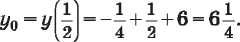 y₀ = y(1/2) = −1/4 + 1/2 + 6 = 6 1/4.